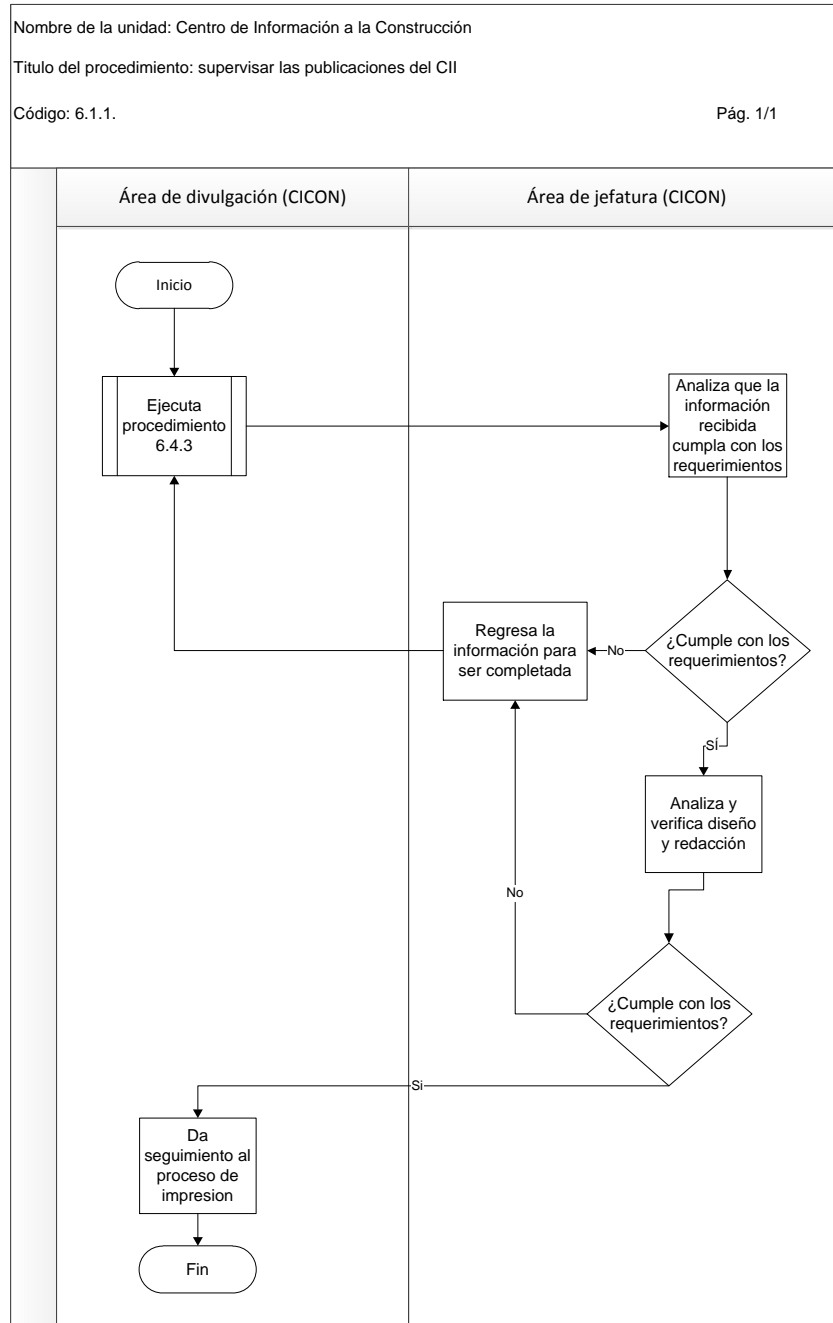 Nombre de la unidad: Centro de Información a la Construcción
Titulo del procedimiento: supervisar las publicaciones del CII
Código: 6.1.1.
Pág. 1/1
Área de divulgación (CICON)
Área de jefatura (CICON)
Inicio
Ejecuta
procedimiento
6.4.3
Analiza que la
información
recibida
cumpla con los
requerimientos
¿Cumple con los
requerimientos?
No
Regresa la
información para
ser completada
SÍ
Analiza y
verifica diseño
y redacción
No
¿Cumple con los
requerimientos?
Si
Da
seguimiento al
proceso de
impresion
Fin